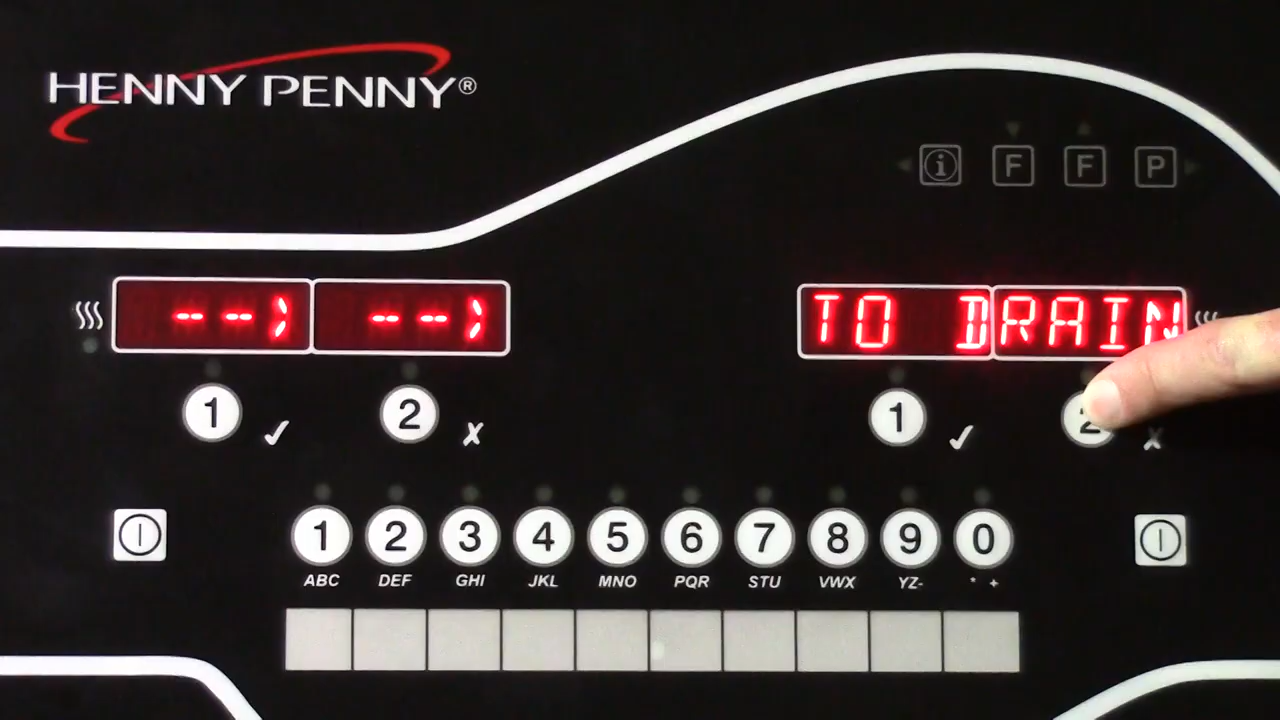 HENNY PENNY®
i F F P
--) --) TO DRAIN
1 ✓ 2 X 1 ✓ 2 X
1 2 3 4 5 6 7 8 9 0
ABC DEF GHI JKL MNO PQR STU VWX YZ- * +